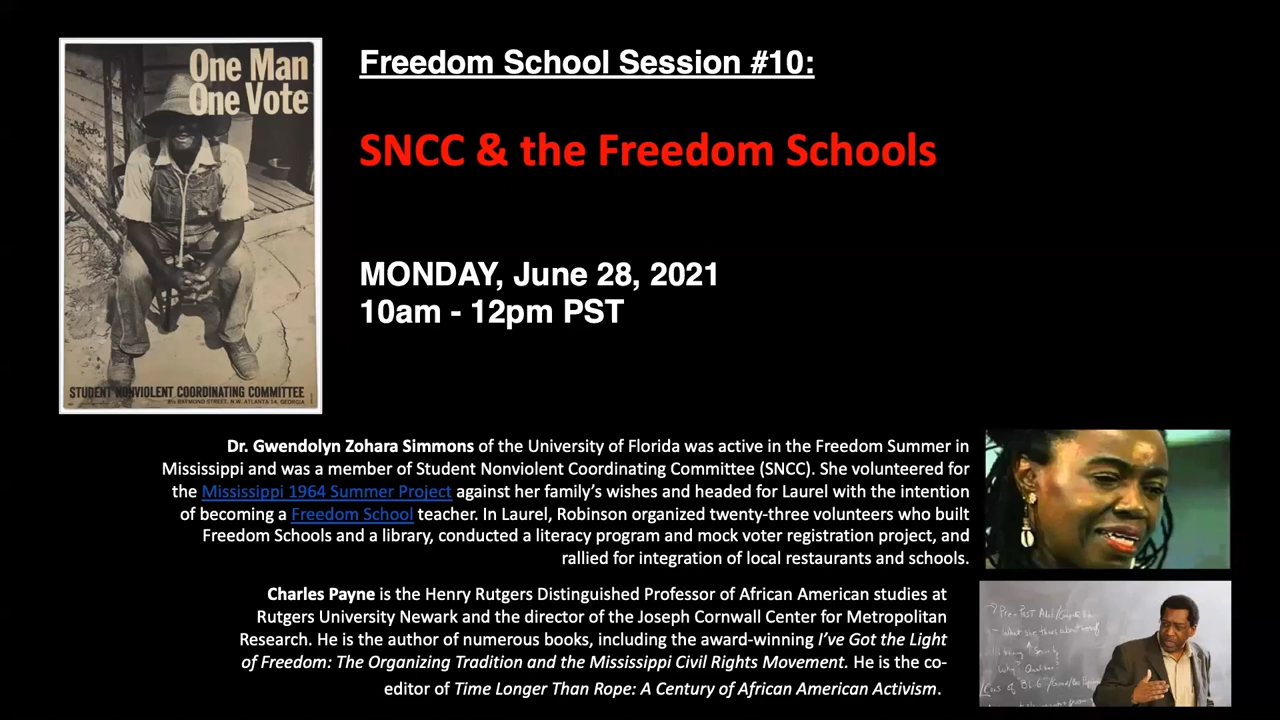 One Man
One Vote
STUDENT NONVIOLENT COORDINATING COMMITTEE
RAYMOND STREET, N.W. ATLANTA 14, GEORGIA
Freedom School Session #10:
SNCC & the Freedom Schools
MONDAY, June 28, 2021
10am - 12pm PST
Dr. Gwendolyn Zohara Simmons of the University of Florida was active in the Freedom Summer in
Mississippi and was a member of Student Nonviolent Coordinating Committee (SNCC). She volunteered for
the Mississippi 1964 Summer Project against her family’s wishes and headed for Laurel with the intention
of becoming a Freedom School teacher. In Laurel, Robinson organized twenty-three volunteers who built
Freedom Schools and a library, conducted a literacy program and mock voter registration project, and
rallied for integration of local restaurants and schools.
Charles Payne is the Henry Rutgers Distinguished Professor of African American studies at
Rutgers University Newark and the director of the Joseph Cornwall Center for Metropolitan
Research. He is the author of numerous books, including the award-winning I’ve Got the Light
of Freedom: The Organizing Tradition and the Mississippi Civil Rights Movement. He is the co-
editor of Time Longer Than Rope: A Century of African American Activism.